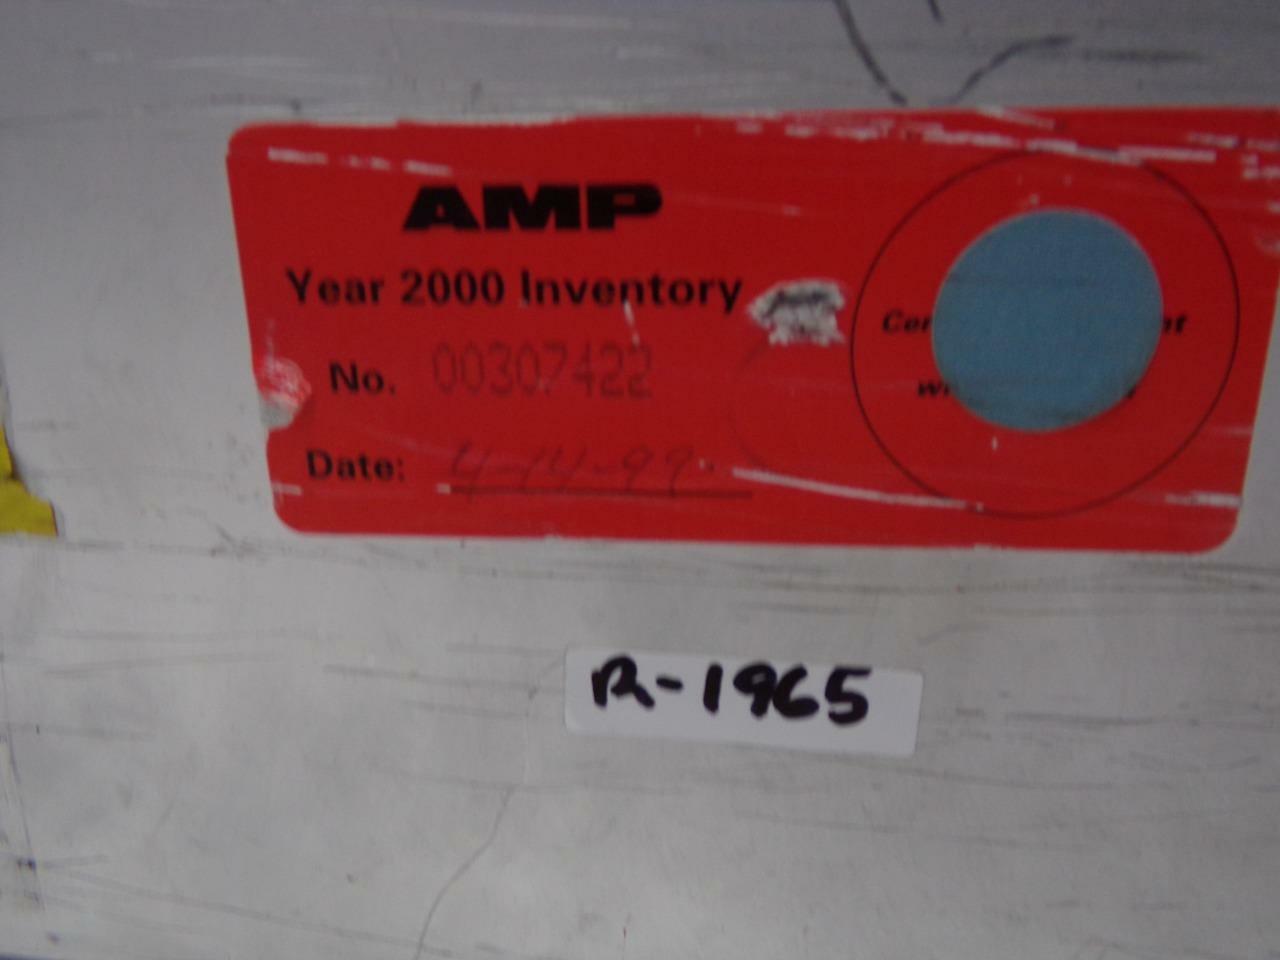 AMP
Year 2000 Inventory
No. 00307422
Date: 4-14-99
R-1965